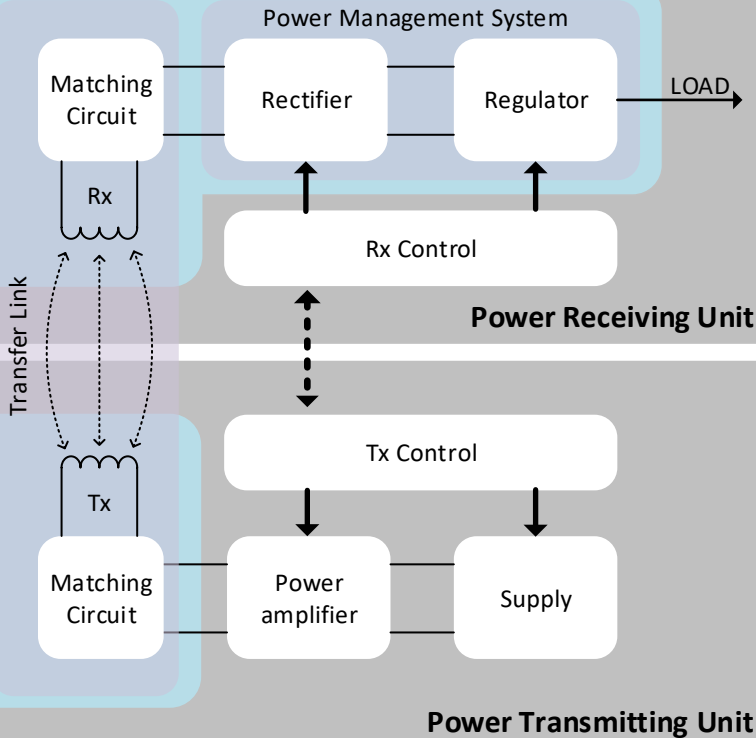 Power Management System
Matching
Circuit
Rectifier
Regulator
LOAD
Rx
Rx Control
Transfer Link
Power Receiving Unit
Tx Control
Tx
Matching
Circuit
Power
amplifier
Supply
Power Transmitting Unit